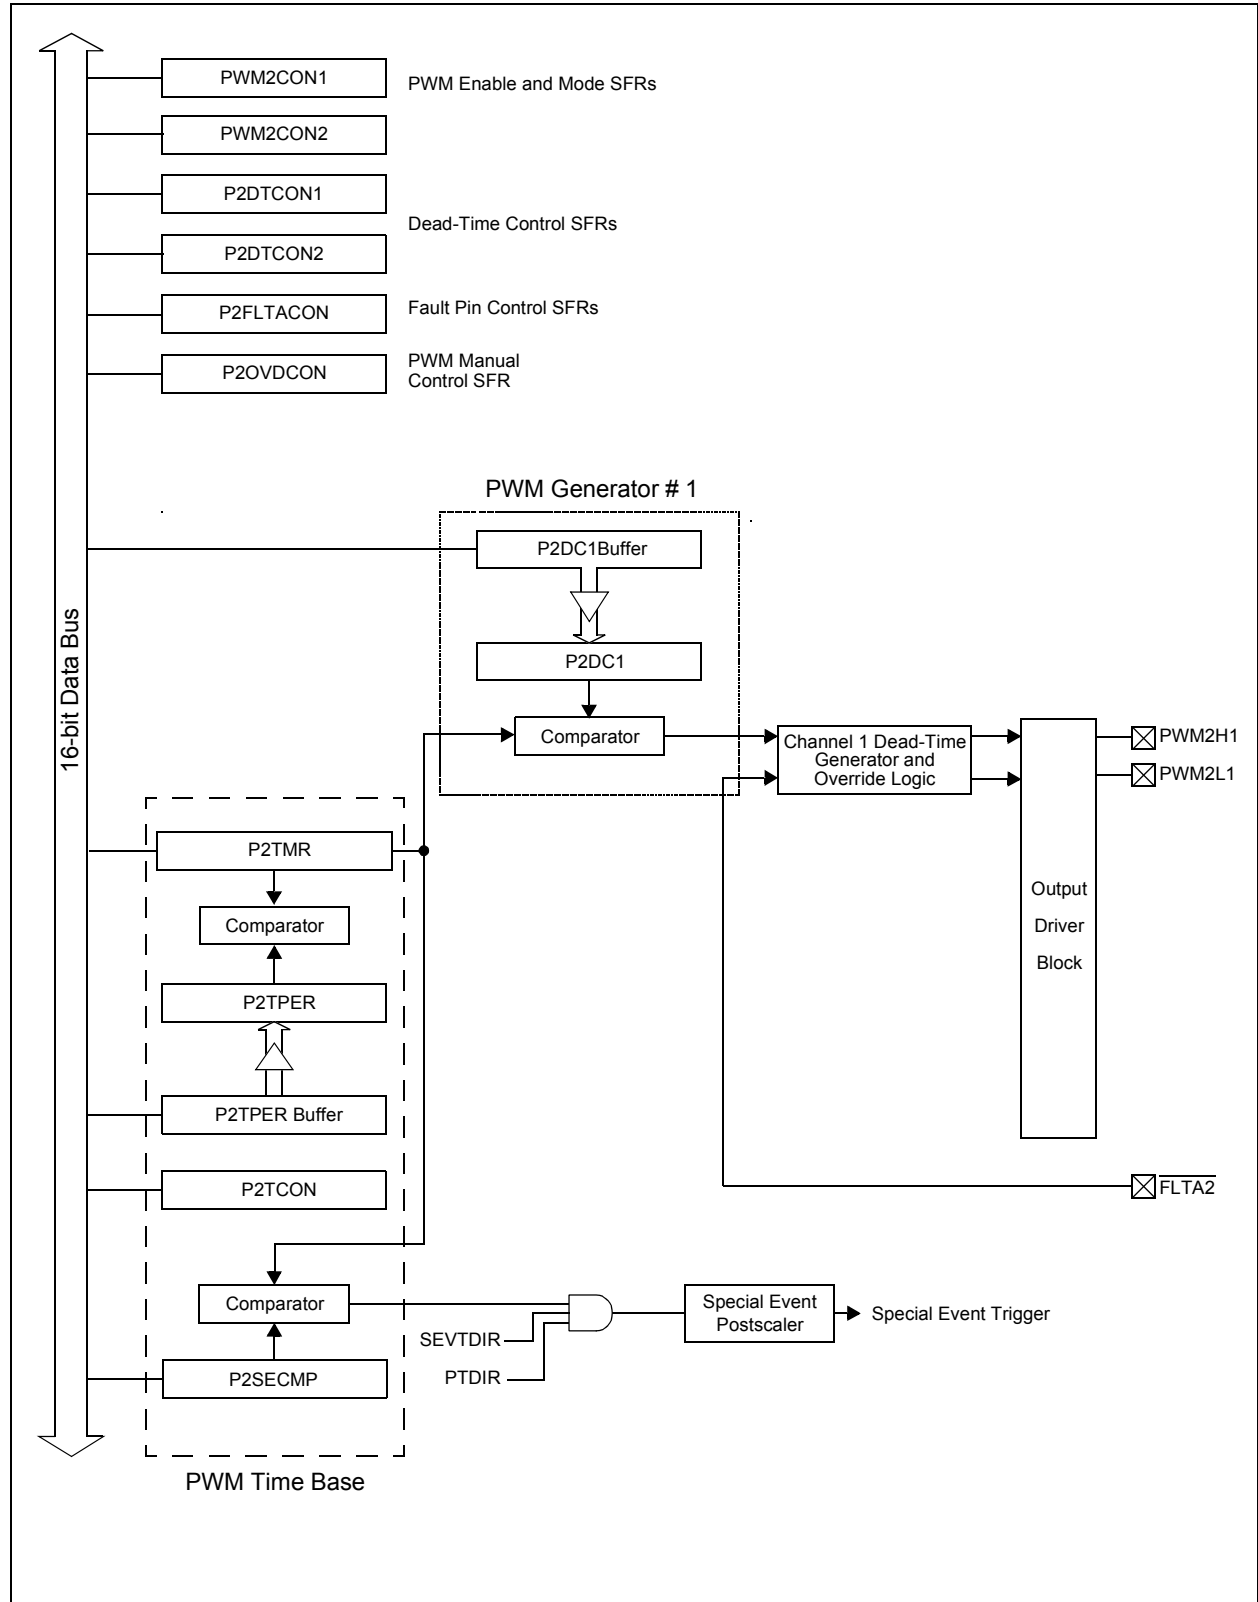 PWM2CON1
PWM Enable and Mode SFRs
PWM2CON2
P2DTCON1
Dead-Time Control SFRs
P2DTCON2
P2FLTACON
Fault Pin Control SFRs
P2OVDCON
PWM Manual
Control SFR
16-bit Data Bus
PWM Generator # 1
P2DC1Buffer
P2DC1
Comparator
Channel 1 Dead-Time
Generator and
Override Logic
PWM2H1
PWM2L1
P2TMR
Comparator
P2TPER
P2TPER Buffer
P2TCON
Output
Driver
Block
FLTA2
Comparator
SEVTDIR
PTDIR
Special Event
Postscaler
Special Event Trigger
P2SECMP
PWM Time Base